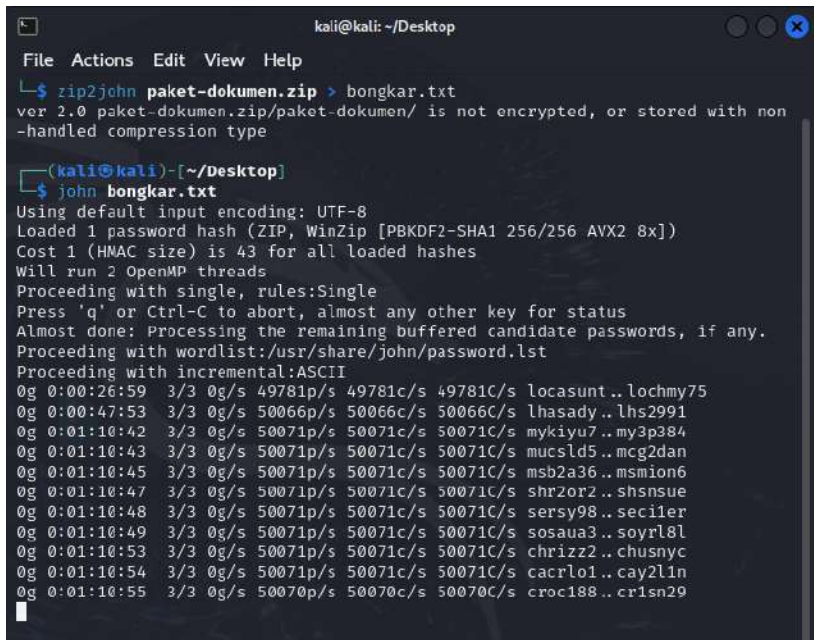 kali@kali: ~/Desktop
File Actions Edit View Help
└─$ zip2john paket-dokumen.zip > bongkar.txt
ver 2.0 paket-dokumen.zip/paket-dokumen/ is not encrypted, or stored with non
-handled compression type
┌──(kali㉿kali)-[~/Desktop]
└─$ john bongkar.txt
Using default input encoding: UTF-8
Loaded 1 password hash (ZIP, WinZip [PBKDF2-SHA1 256/256 AVX2 8x])
Cost 1 (HMAC size) is 43 for all loaded hashes
Will run 2 OpenMP threads
Proceeding with single, rules:Single
Press 'q' or Ctrl-C to abort, almost any other key for status
Almost done: Processing the remaining buffered candidate passwords, if any.
Proceeding with wordlist:/usr/share/john/password.lst
Proceeding with incremental:ASCII
0g 0:00:26:59 3/3 0g/s 49781p/s 49781c/s 49781C/s locasunt..lochmy75
0g 0:00:47:53 3/3 0g/s 50066p/s 50066c/s 50066C/s lhasady..lhs2991
0g 0:01:10:42 3/3 0g/s 50071p/s 50071c/s 50071C/s mykiyu7..my3p384
0g 0:01:10:43 3/3 0g/s 50071p/s 50071c/s 50071C/s mucsld5..mcg2dan
0g 0:01:10:45 3/3 0g/s 50071p/s 50071c/s 50071C/s msb2a36..msmion6
0g 0:01:10:47 3/3 0g/s 50071p/s 50071c/s 50071C/s shr2or2..shsnsue
0g 0:01:10:48 3/3 0g/s 50071p/s 50071c/s 50071C/s sersy98..seci1er
0g 0:01:10:49 3/3 0g/s 50071p/s 50071c/s 50071C/s sosaua3..soyrl8l
0g 0:01:10:53 3/3 0g/s 50071p/s 50071c/s 50071C/s chrizz2..chusnyc
0g 0:01:10:54 3/3 0g/s 50071p/s 50071c/s 50071C/s cacrlo1..cay2l1n
0g 0:01:10:55 3/3 0g/s 50070p/s 50070c/s 50070C/s croc188..cr1sn29